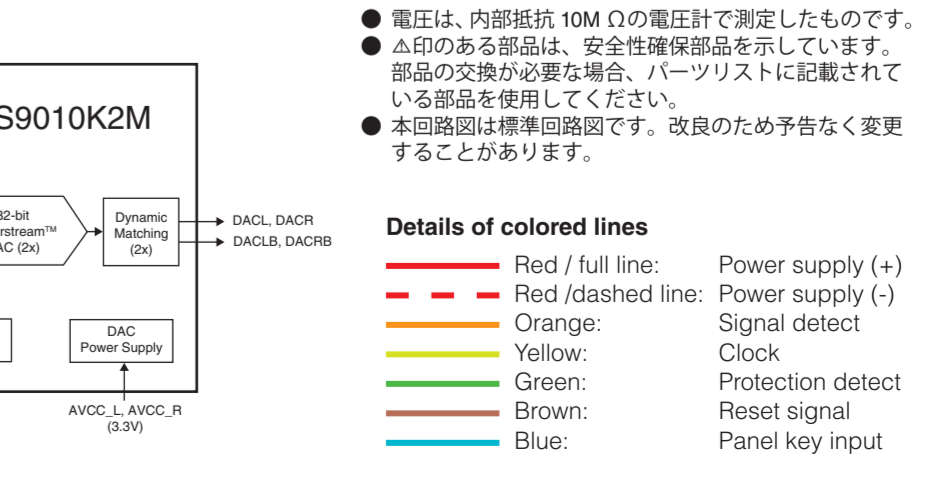 ● 電圧は、内部抵抗 10M Ωの電圧計で測定したものです。
● ⚠印のある部品は、安全性確保部品を示しています。
部品の交換が必要な場合、パーツリストに記載されて
いる部品を使用してください。
● 本回路図は標準回路図です。改良のため予告なく変更
することがあります。
S9010K2M
32-bit
rstream™
AC (2x)
Dynamic
Matching
(2x)
DACL, DACR
DACLB, DACRB
DAC
Power Supply
AVCC_L, AVCC_R
(3.3V)
Details of colored lines
Red / full line: Power supply (+)
Red /dashed line: Power supply (-)
Orange: Signal detect
Yellow: Clock
Green: Protection detect
Brown: Reset signal
Blue: Panel key input